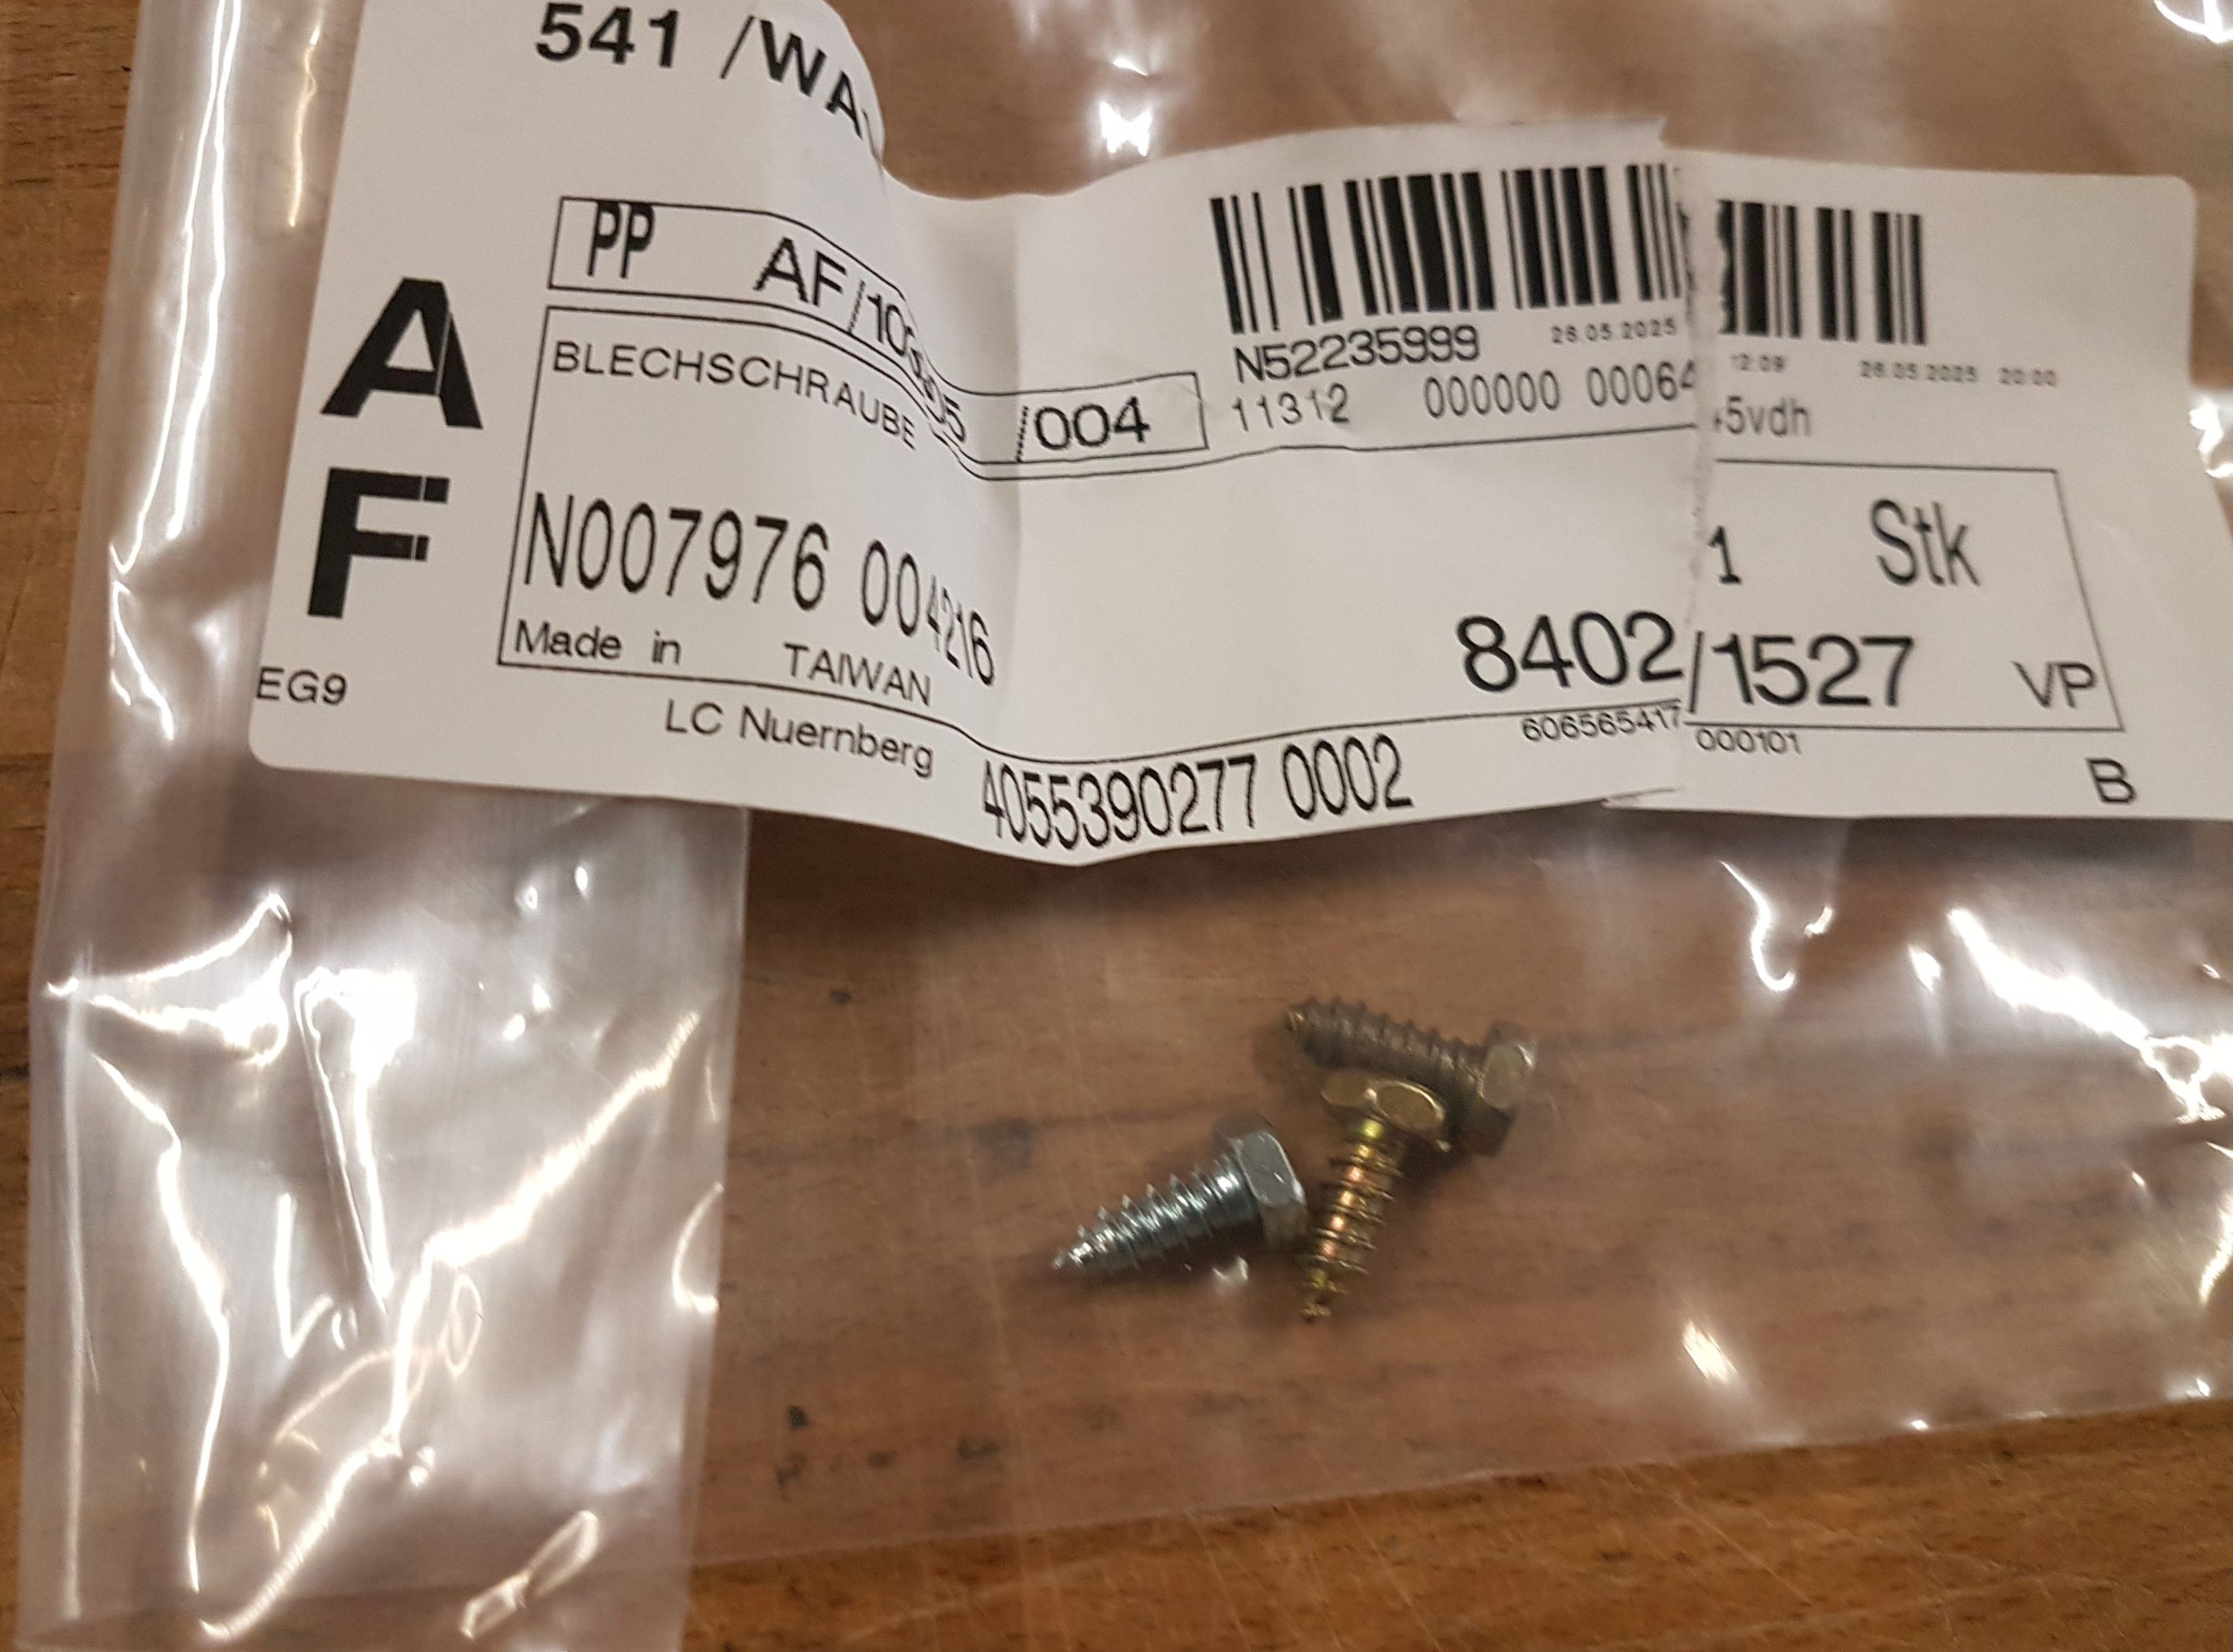 541 /WA
PP AF/10 05 /004
N52235999 26.05.2025 12:09 26.05.2025 20:00
11312 000000 00064 5vdh
A
F
BLECHSCHRAUBE
N007976 004216 1 Stk
Made in TAIWAN 8402/1527 VP
EG9
LC Nuernberg 4055390277 0002 606565417 000101
B